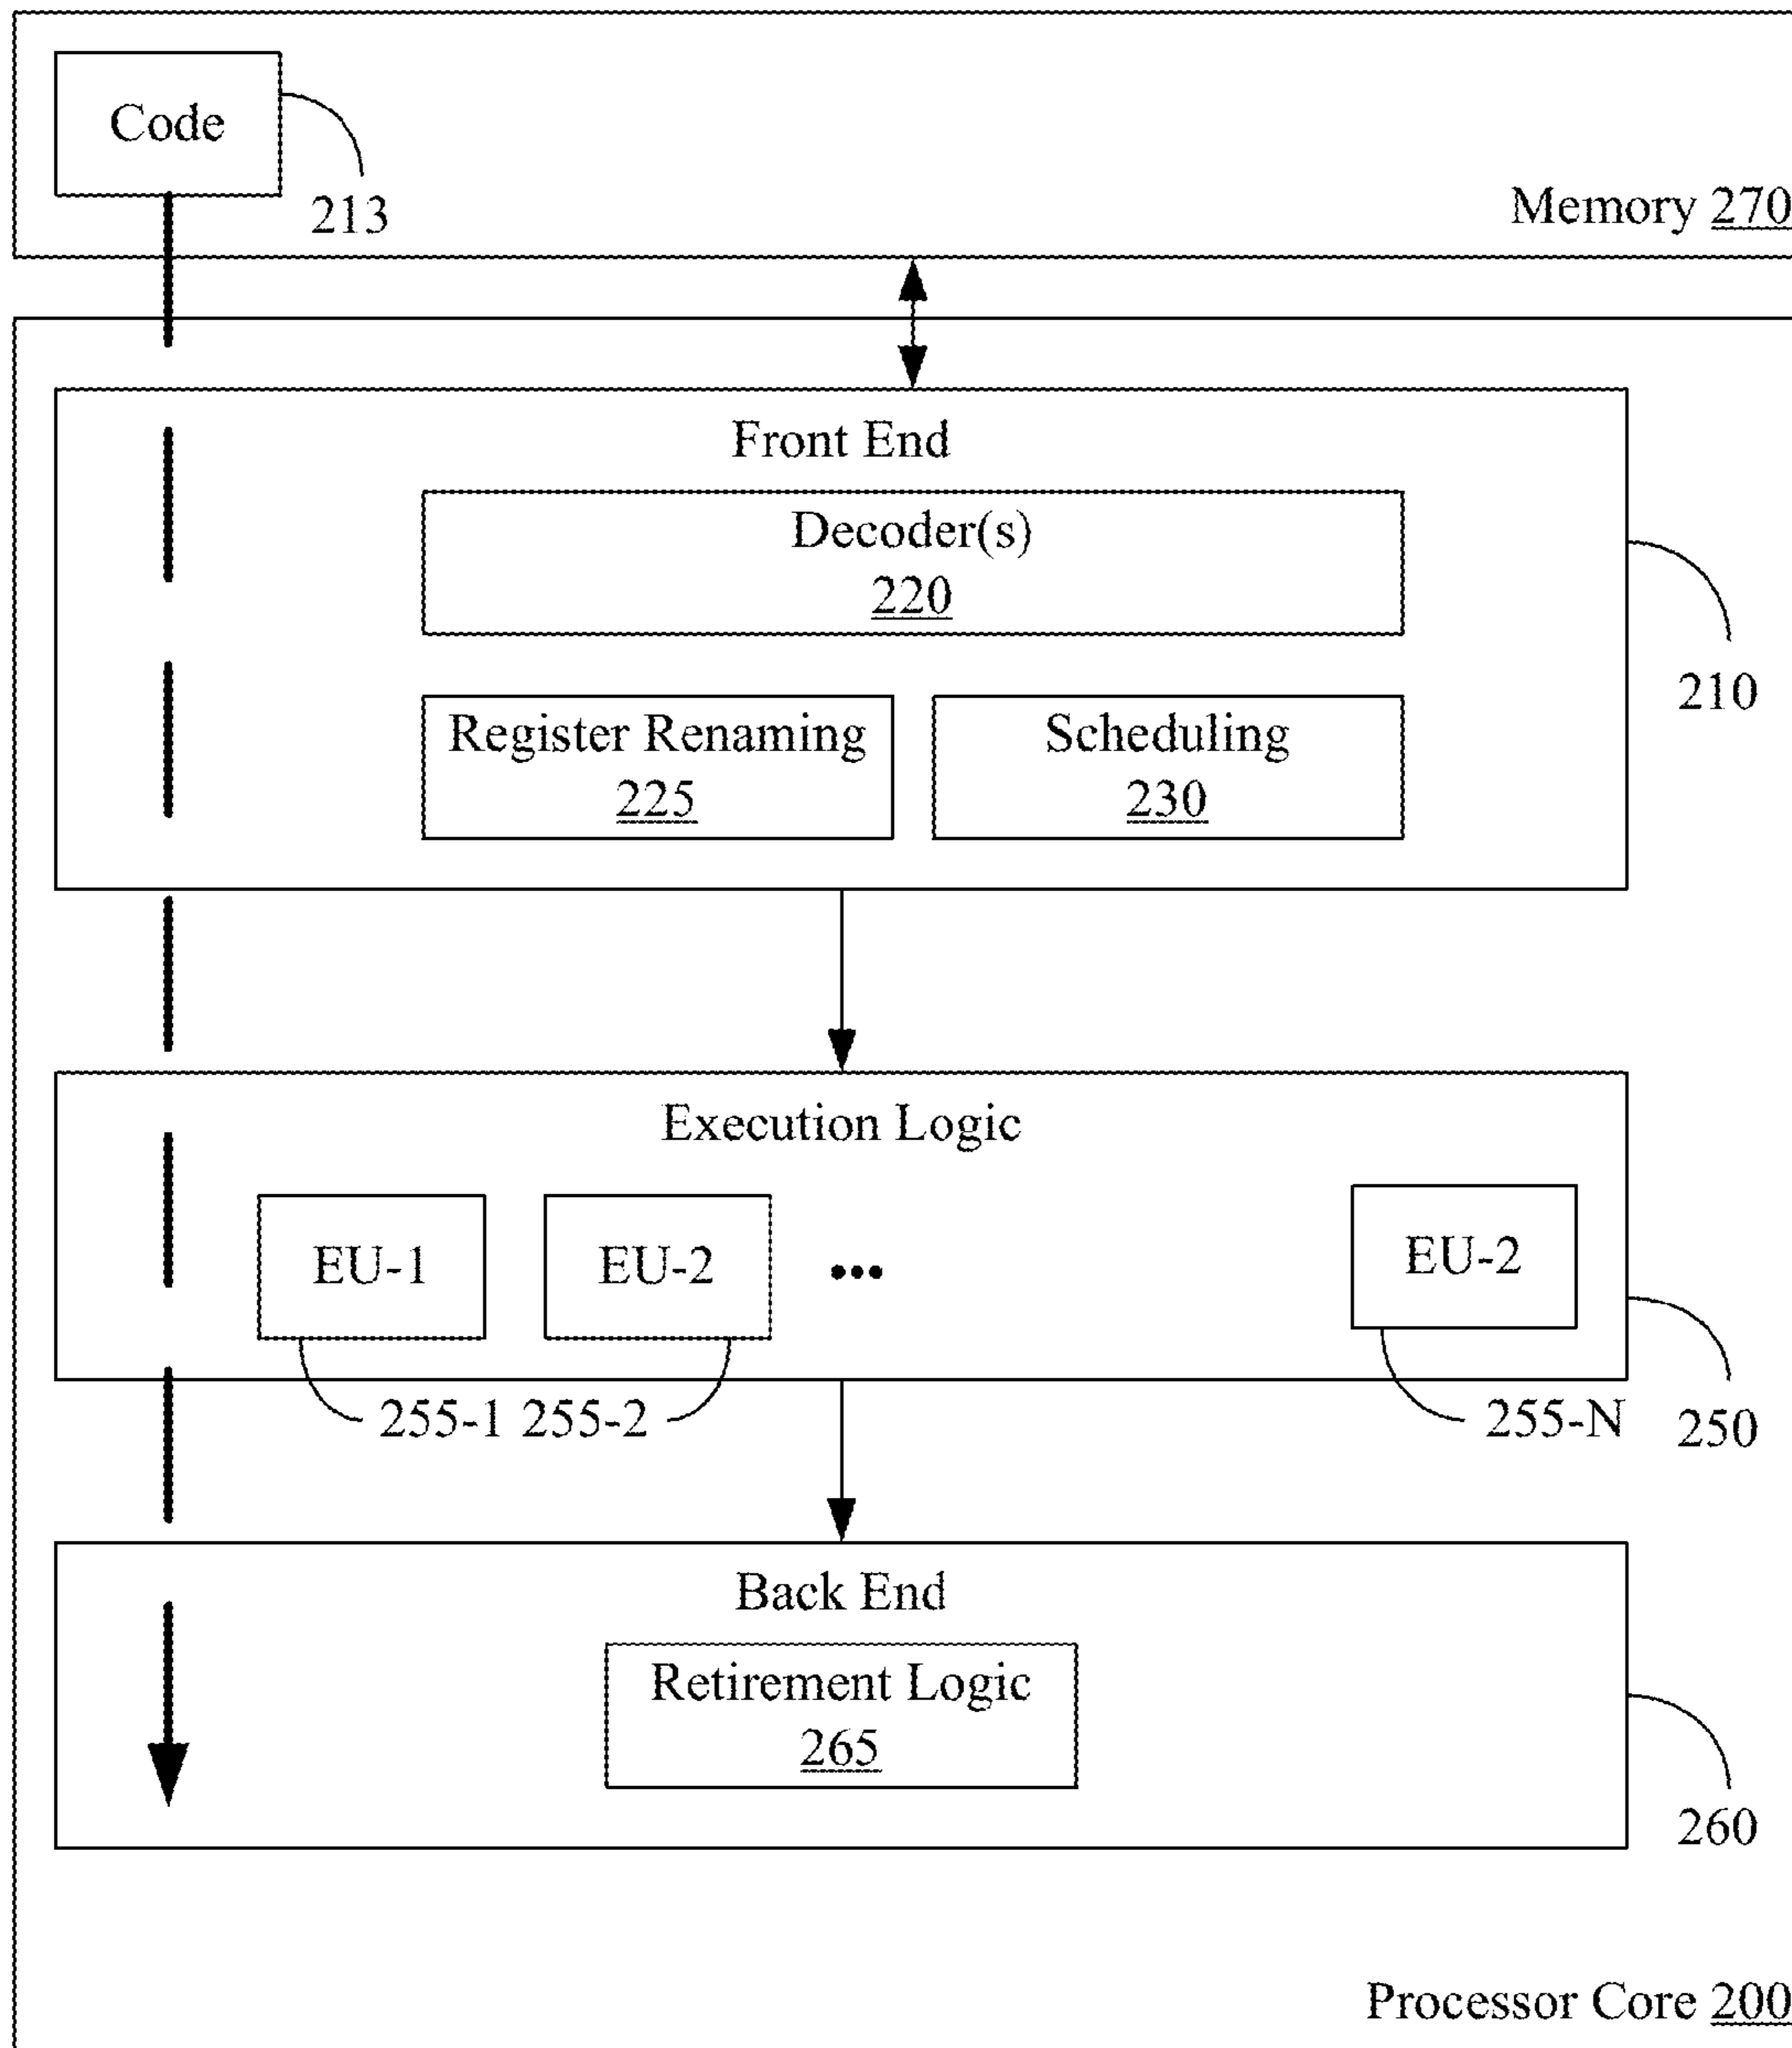 Code
213
Memory 270
Front End
Decoder(s)
220
210
Register Renaming
225
Scheduling
230
Execution Logic
EU-1
EU-2
•••
EU-2
255-1 255-2
255-N
250
Back End
Retirement Logic
265
260
Processor Core 200